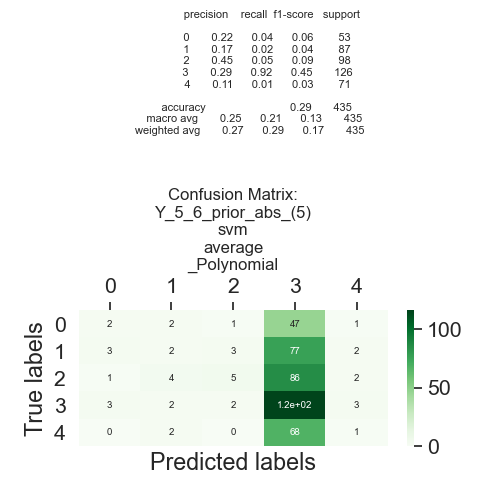 precision recall f1-score support
0 0.22 0.04 0.06 53
1 0.17 0.02 0.04 87
2 0.45 0.05 0.09 98
3 0.29 0.92 0.45 126
4 0.11 0.01 0.03 71
accuracy 0.29 435
macro avg 0.25 0.21 0.13 435
weighted avg 0.27 0.29 0.17 435
Confusion Matrix:
Y_5_6_prior_abs_(5)
svm
average
_Polynomial
0 1 2 3 4
0 2 2 1 47 1
1 3 2 3 77 2
2 1 4 5 86 2
3 3 2 2 1.2e+02 3
4 0 2 0 68 1
True labels
Predicted labels
100
50
0